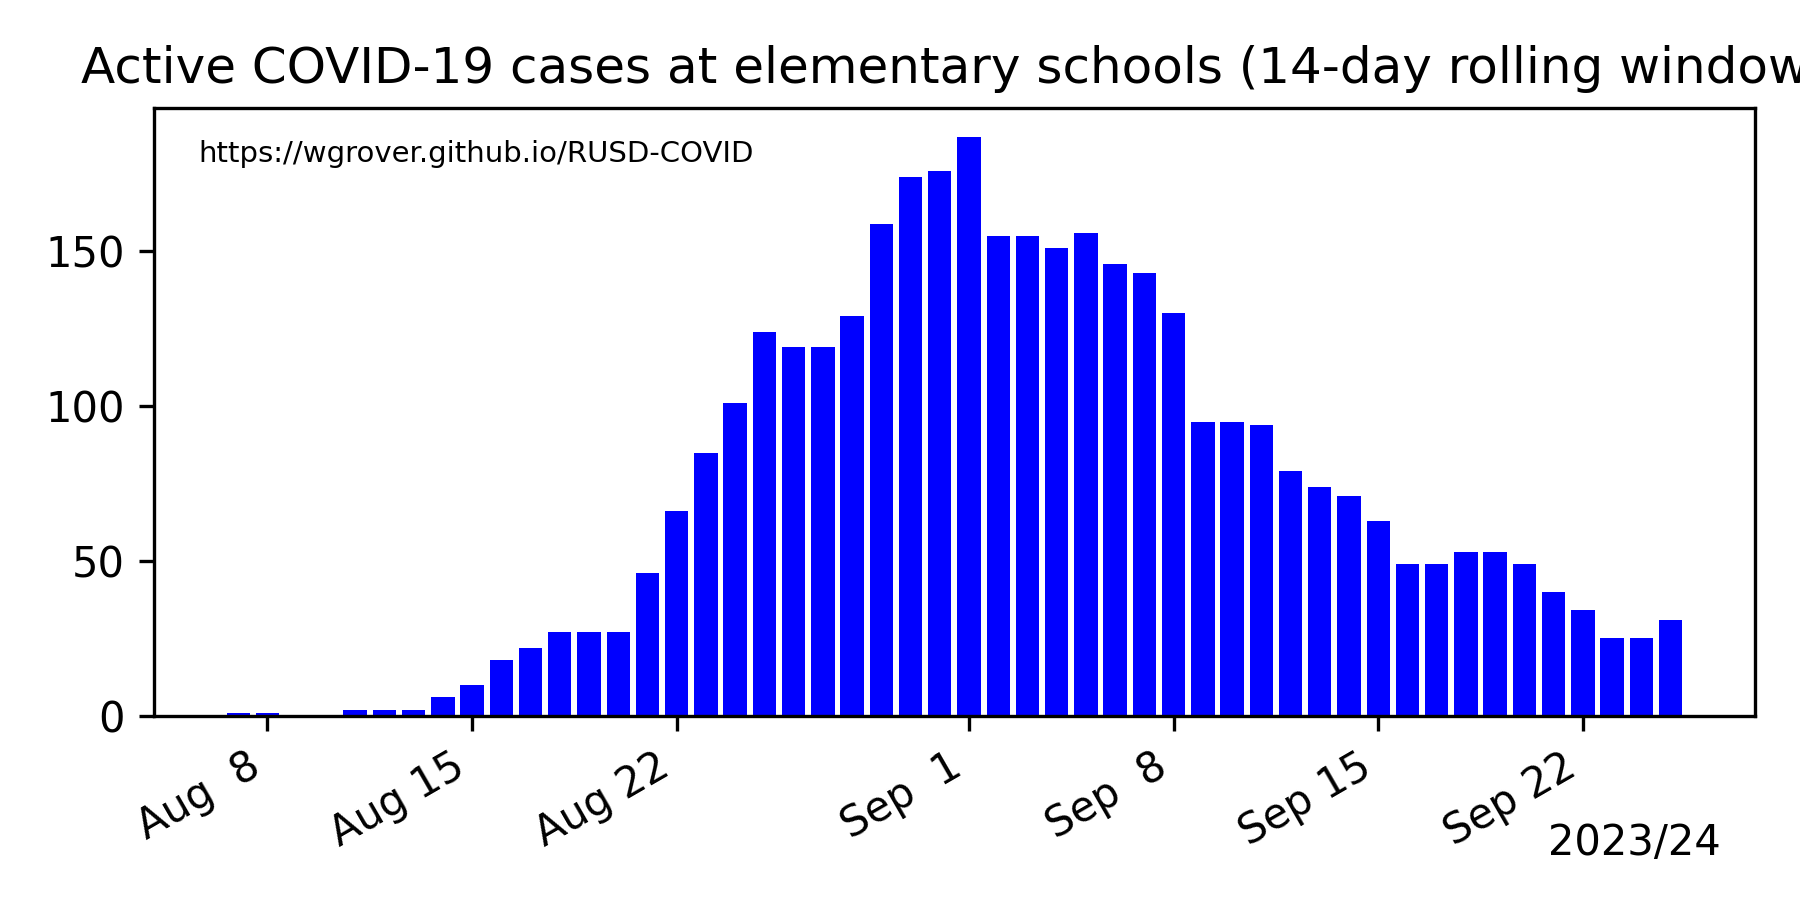 Active COVID-19 cases at elementary schools (14-day rolling window
https://wgrover.github.io/RUSD-COVID
150
100
50
0
Aug 8
Aug 15
Aug 22
Sep 1
Sep 8
Sep 15
Sep 22
2023/24